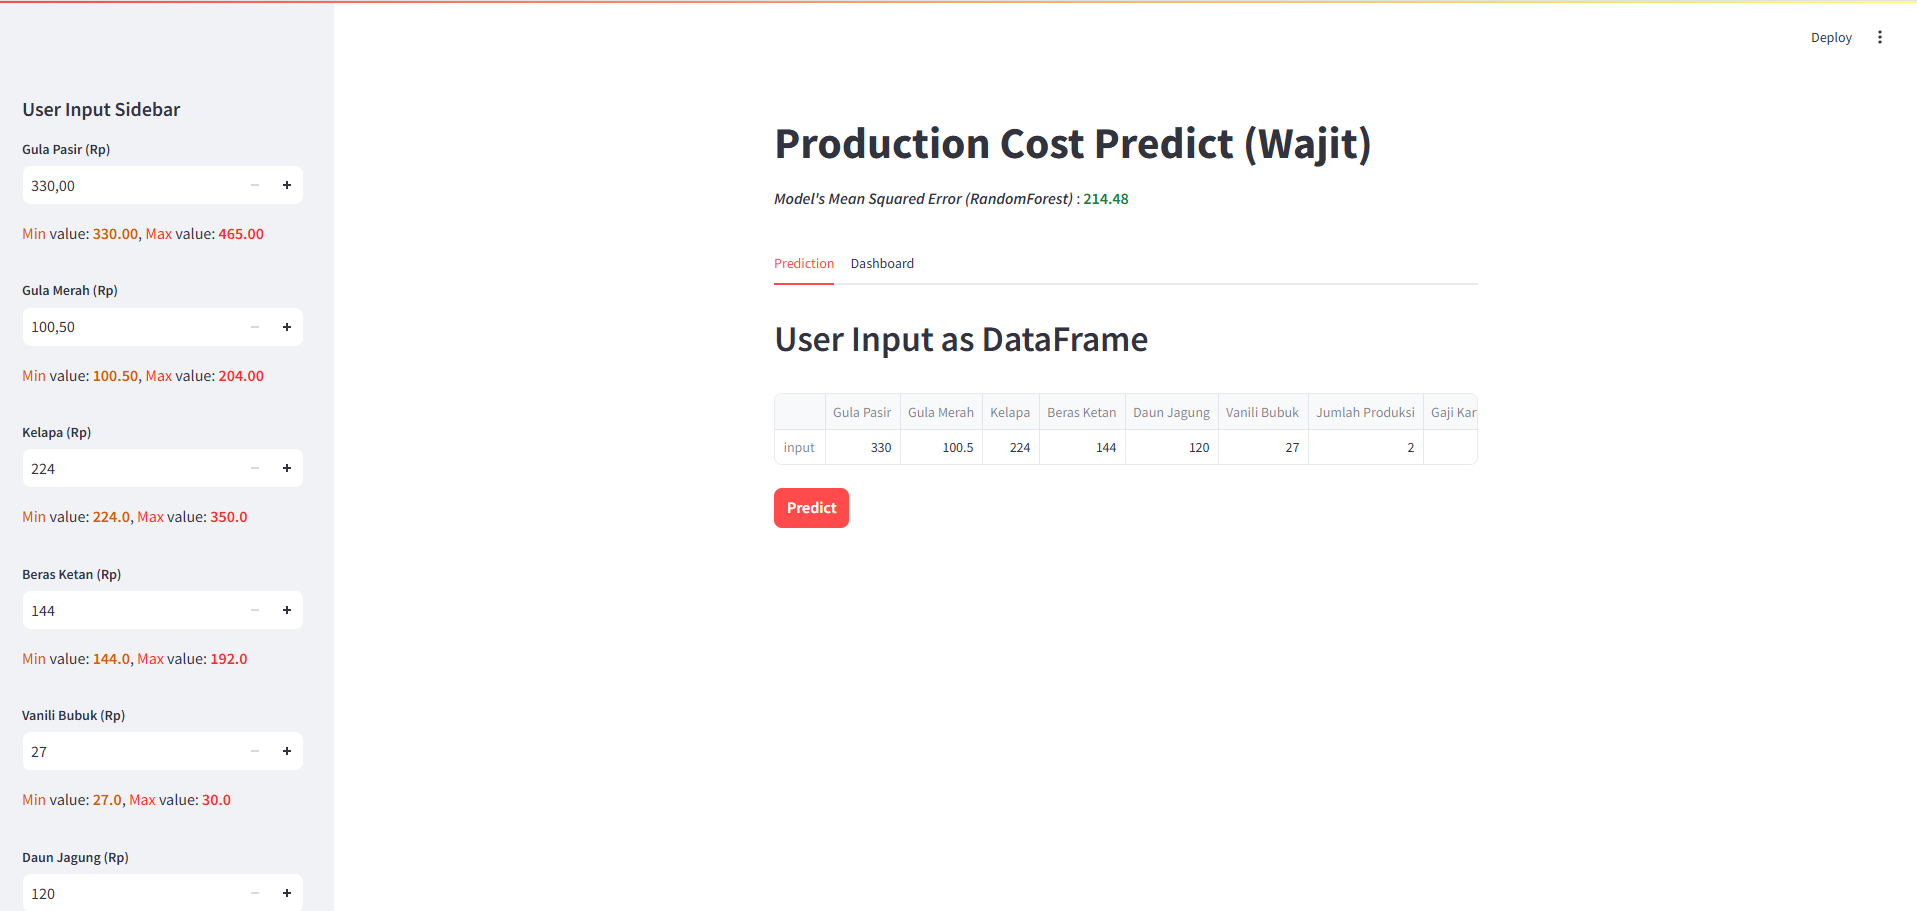 Deploy
User Input Sidebar
Gula Pasir (Rp)
330,00
Min value: 330.00, Max value: 465.00
Gula Merah (Rp)
100,50
Min value: 100.50, Max value: 204.00
Kelapa (Rp)
224
Min value: 224.0, Max value: 350.0
Beras Ketan (Rp)
144
Min value: 144.0, Max value: 192.0
Vanili Bubuk (Rp)
27
Min value: 27.0, Max value: 30.0
Daun Jagung (Rp)
120
Production Cost Predict (Wajit)
Model's Mean Squared Error (RandomForest) : 214.48
Prediction Dashboard
User Input as DataFrame
Gula Pasir Gula Merah Kelapa Beras Ketan Daun Jagung Vanili Bubuk Jumlah Produksi Gaji Kar
input 330 100.5 224 144 120 27 2
Predict